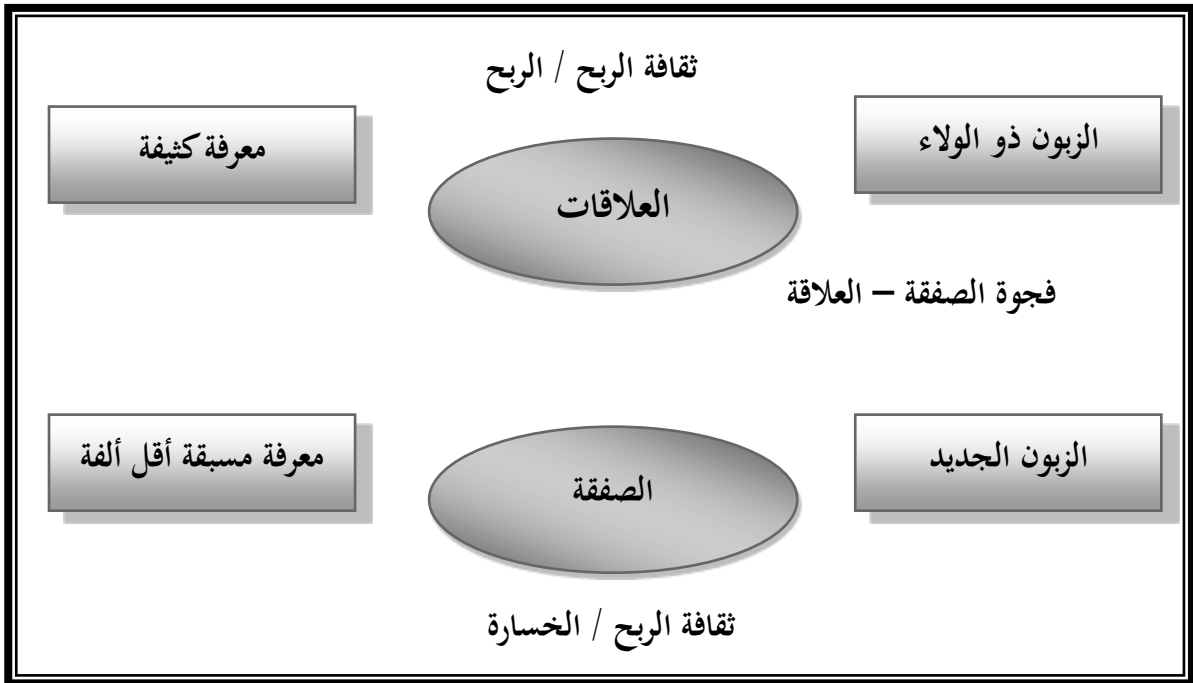 ثقافة الربح / الربح
الزبون ذو الولاء
العلاقات
معرفة كثيفة
فجوة الصفقة – العلاقة
الزبون الجديد
الصفقة
معرفة مسبقة أقل ألفة
ثقافة الربح / الخسارة